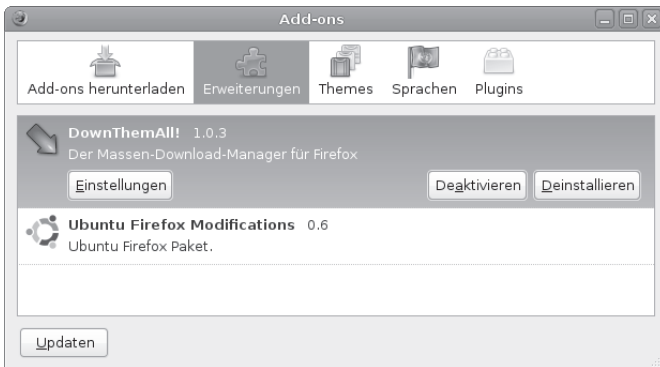 Add-ons
Add-ons herunterladen Erweiterungen Themes Sprachen Plugins
DownThemAll! 1.0.3
Der Massen-Download-Manager für Firefox
Einstellungen Deaktivieren Deinstallieren
Ubuntu Firefox Modifications 0.6
Ubuntu Firefox Paket.
Updaten